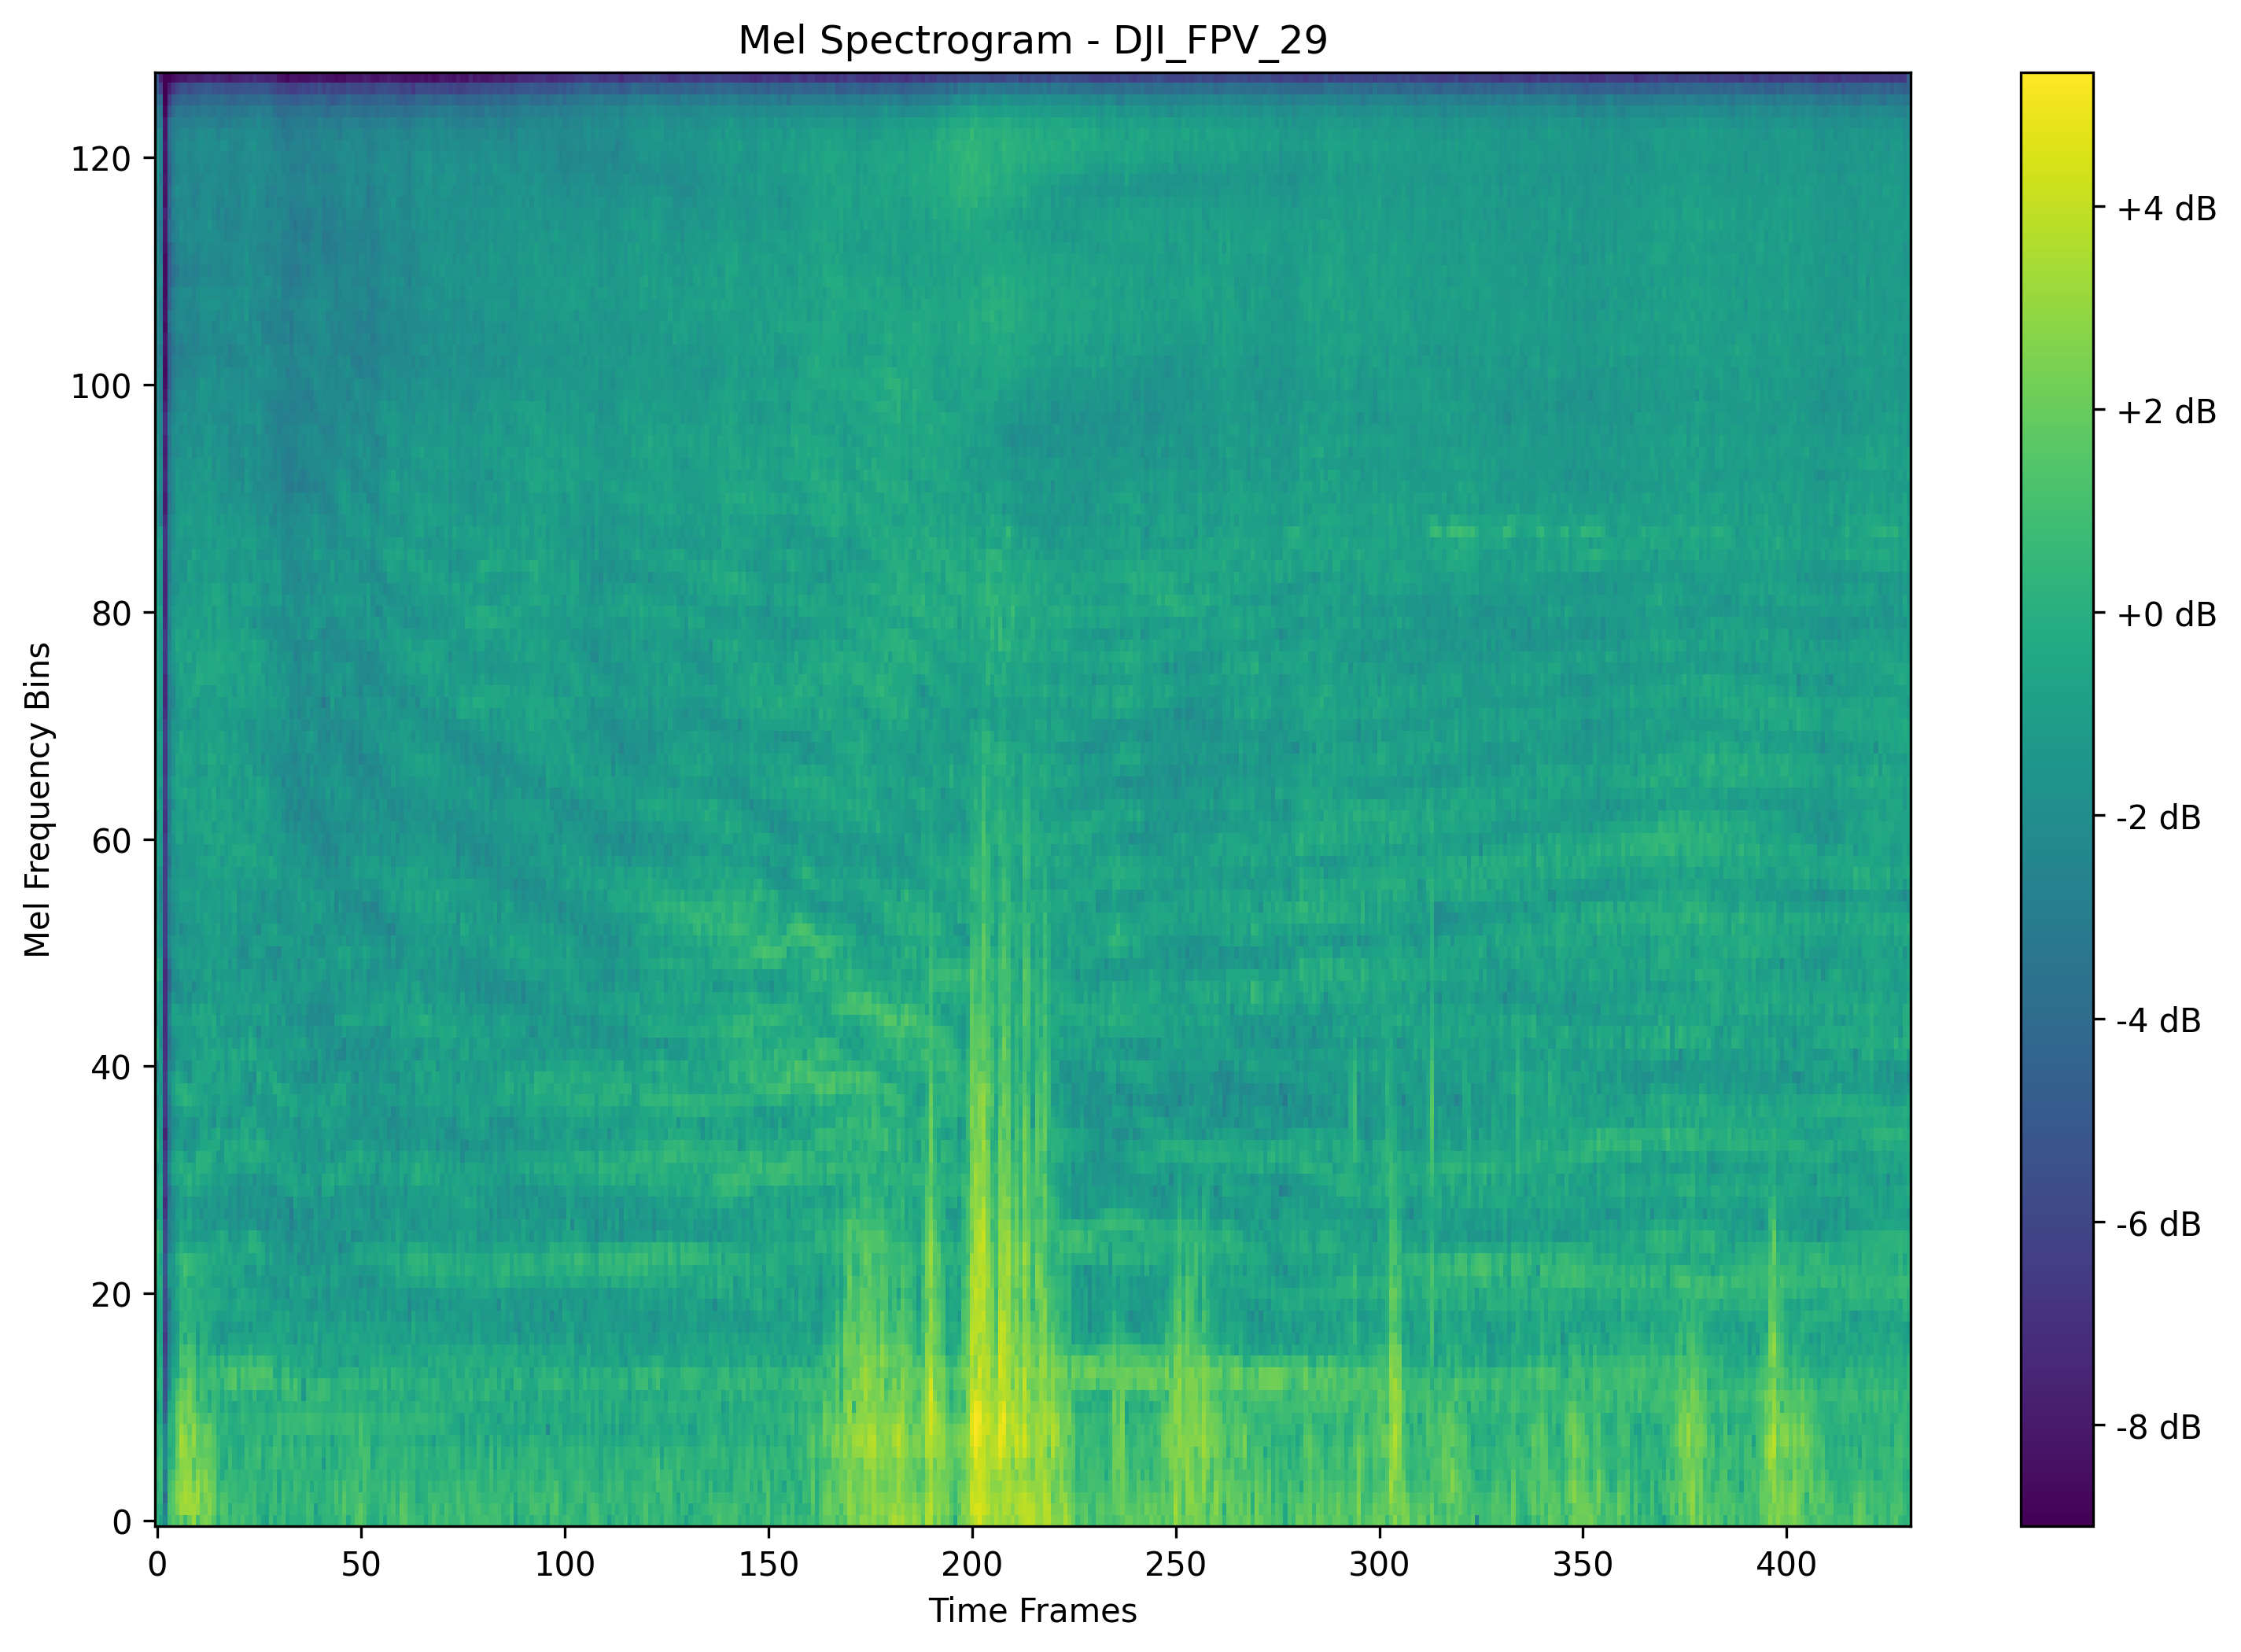 Mel Spectrogram - DJI_FPV_29
120
100
80
60
40
20
0
Mel Frequency Bins
0 50 100 150 200 250 300 350 400
Time Frames
+4 dB
+2 dB
+0 dB
-2 dB
-4 dB
-6 dB
-8 dB